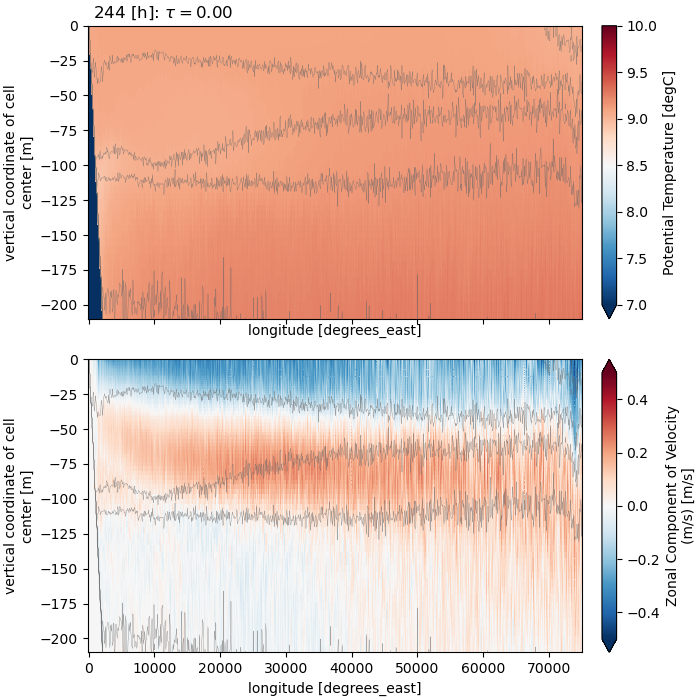 244 [h]: τ = 0.00
0
−25
−50
−75
−100
−125
−150
−175
−200
vertical coordinate of cell
center [m]
longitude [degrees_east]
10.0
9.5
9.0
8.5
8.0
7.5
7.0
Potential Temperature [degC]
0
−25
−50
−75
−100
−125
−150
−175
−200
vertical coordinate of cell
center [m]
0 10000 20000 30000 40000 50000 60000 70000
longitude [degrees_east]
0.4
0.2
0.0
−0.2
−0.4
Zonal Component of Velocity
(m/s) [m/s]